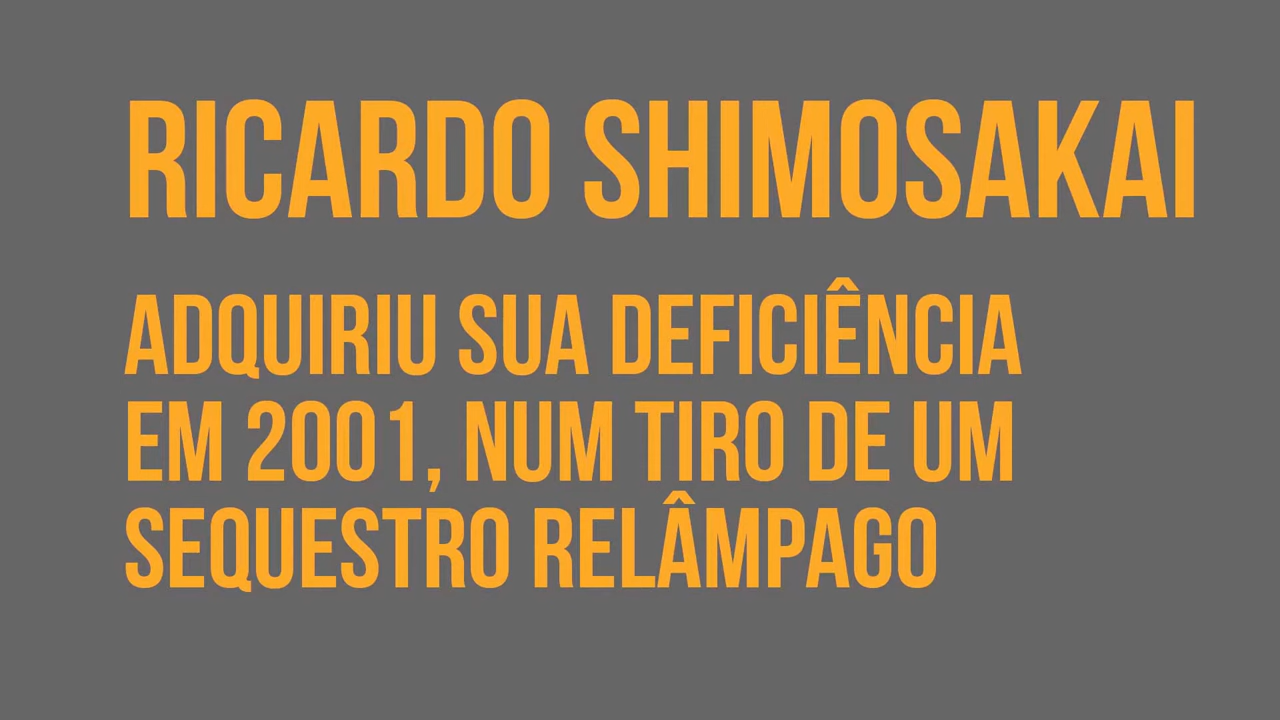 RICARDO SHIMOSAKAI
ADQUIRIU SUA DEFICIÊNCIA
EM 2001, NUM TIRO DE UM
SEQUESTRO RELÂMPAGO